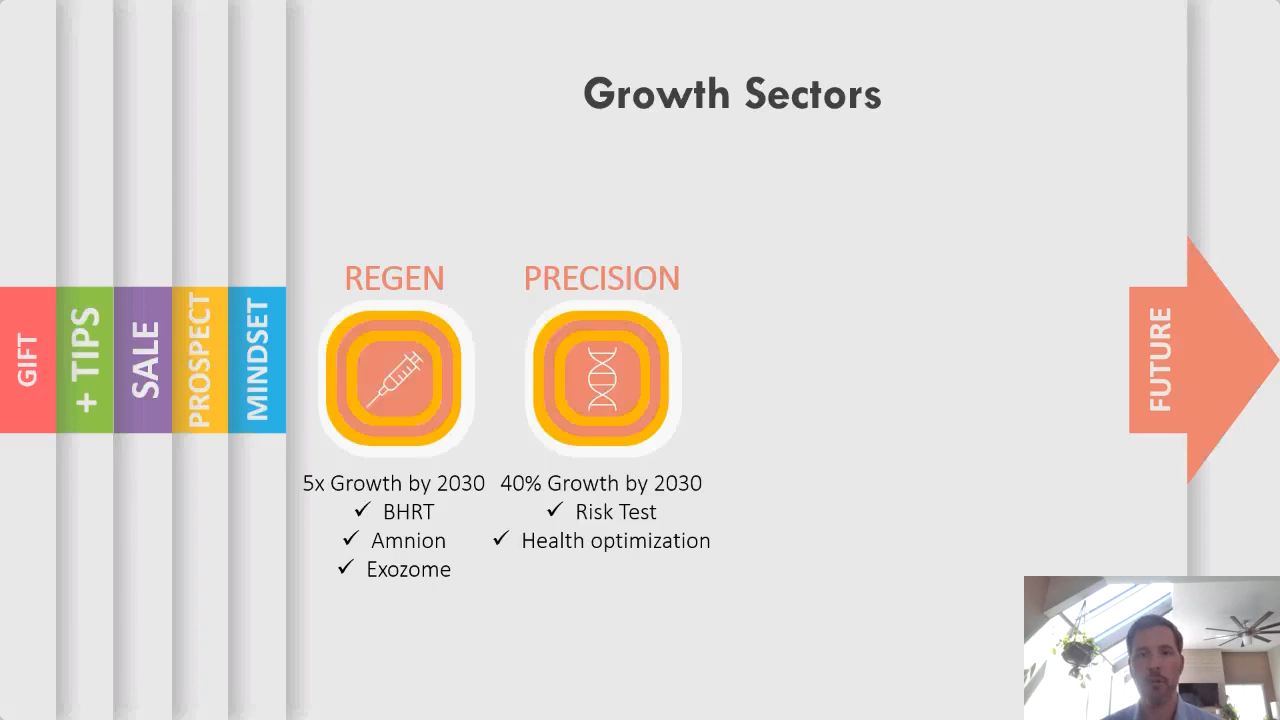 Growth Sectors
GIFT
+ TIPS
SALE
PROSPECT
MINDSET
REGEN
5x Growth by 2030
✓ BHRT
✓ Amnion
✓ Exozome
PRECISION
40% Growth by 2030
✓ Risk Test
✓ Health optimization
FUTURE